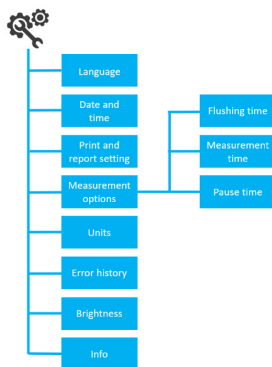 Language
Date and
time
Print and
report setting
Measurement
options
Units
Error history
Brightness
Info
Flushing time
Measurement
time
Pause time